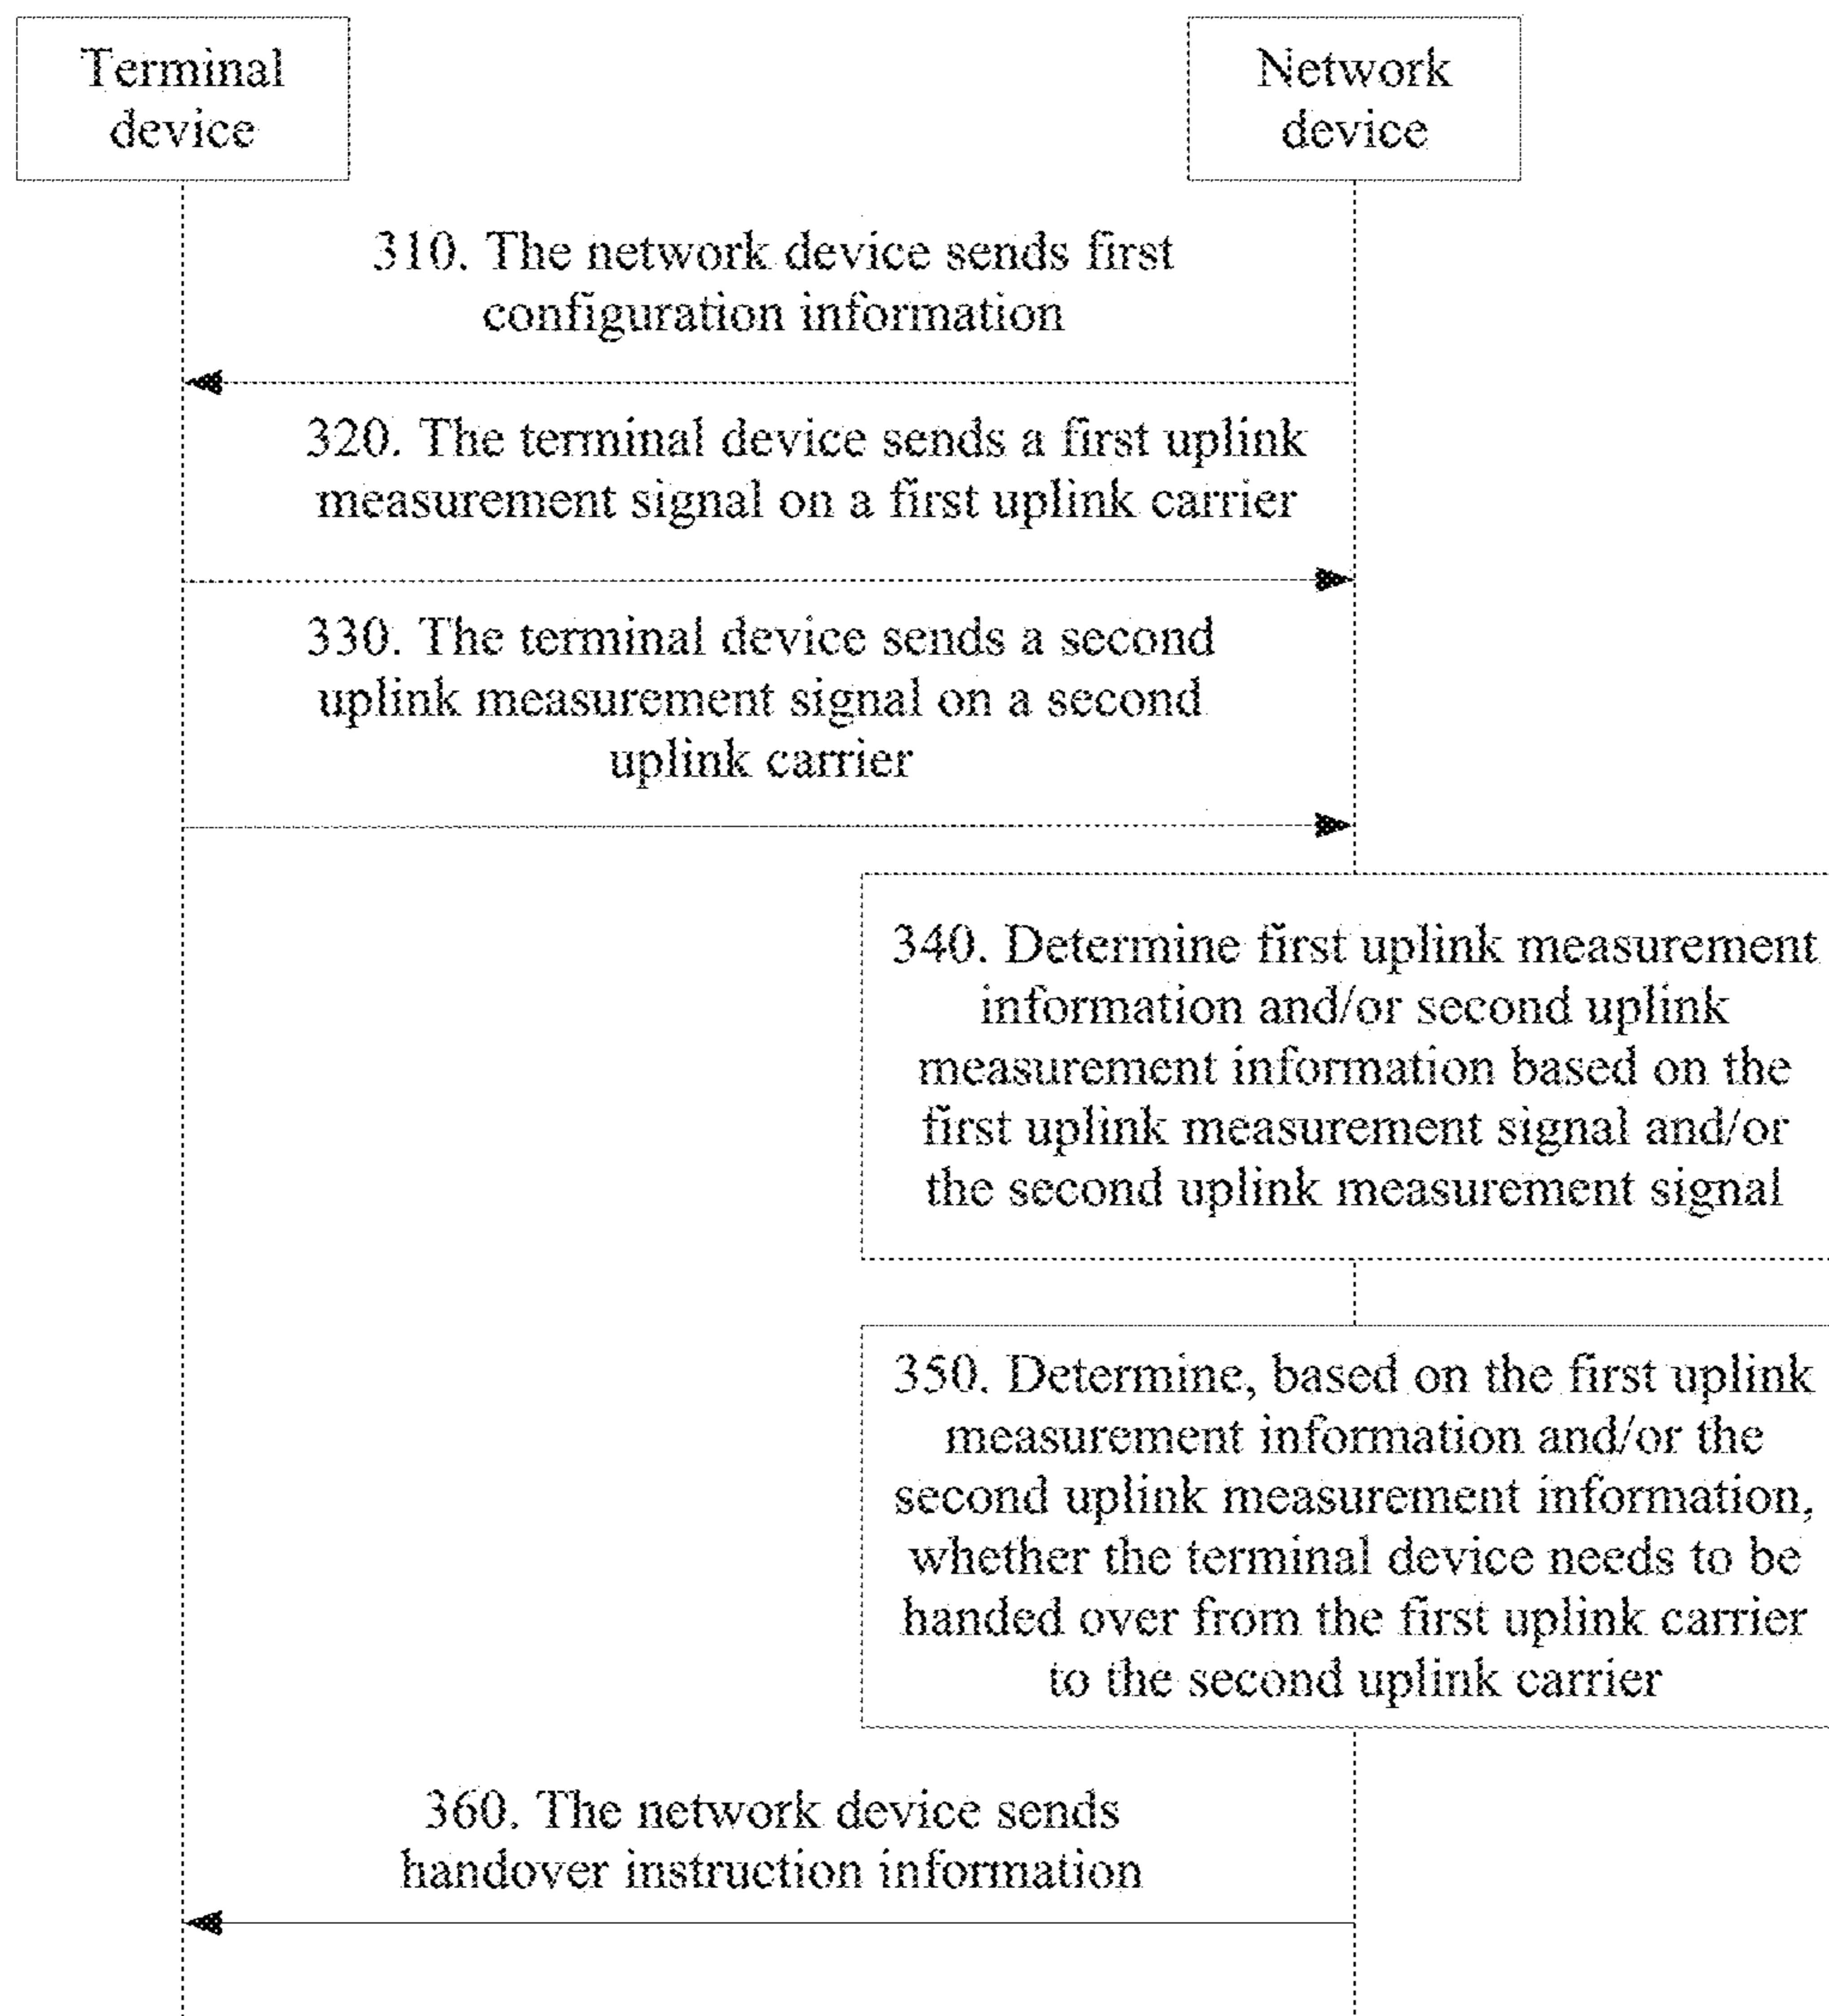 Terminal
device
Network
device
310. The network device sends first
configuration information
320. The terminal device sends a first uplink
measurement signal on a first uplink carrier
330. The terminal device sends a second
uplink measurement signal on a second
uplink carrier
340. Determine first uplink measurement
information and/or second uplink
measurement information based on the
first uplink measurement signal and/or
the second uplink measurement signal
350. Determine, based on the first uplink
measurement information and/or the
second uplink measurement information,
whether the terminal device needs to be
handed over from the first uplink carrier
to the second uplink carrier
360. The network device sends
handover instruction information